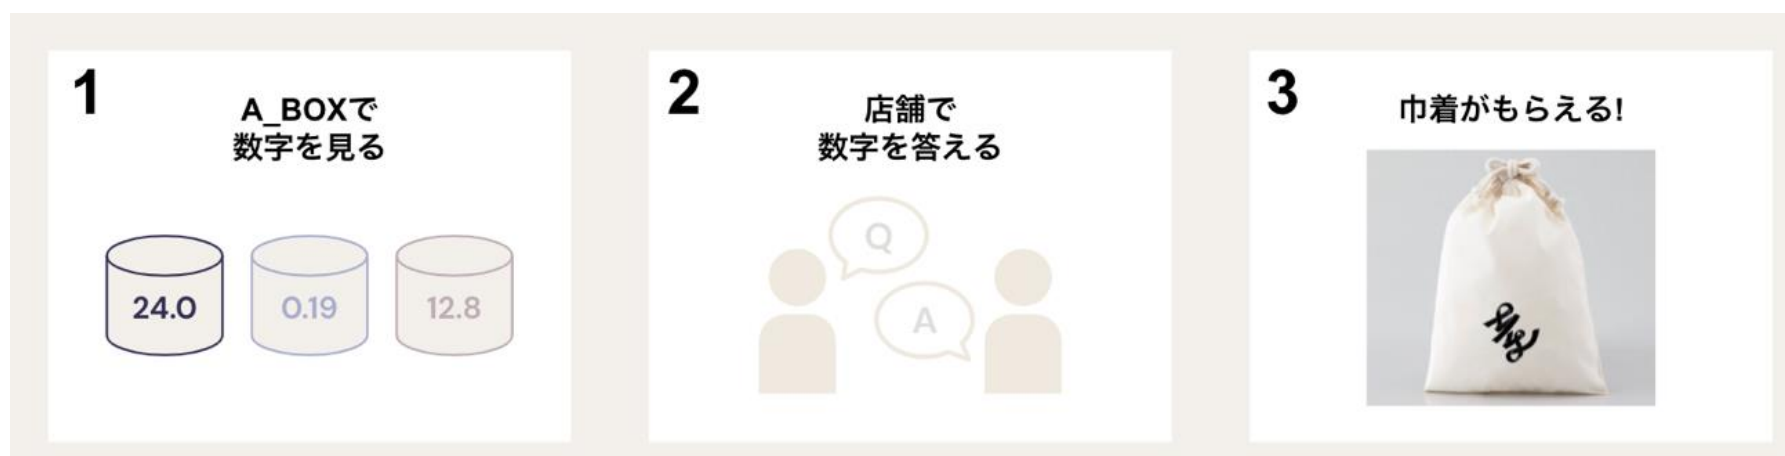 1
A_BOXで
数字を見る
24.0
0.19
12.8
2
店舗で
数字を答える
Q
A
3
巾着がもらえる!